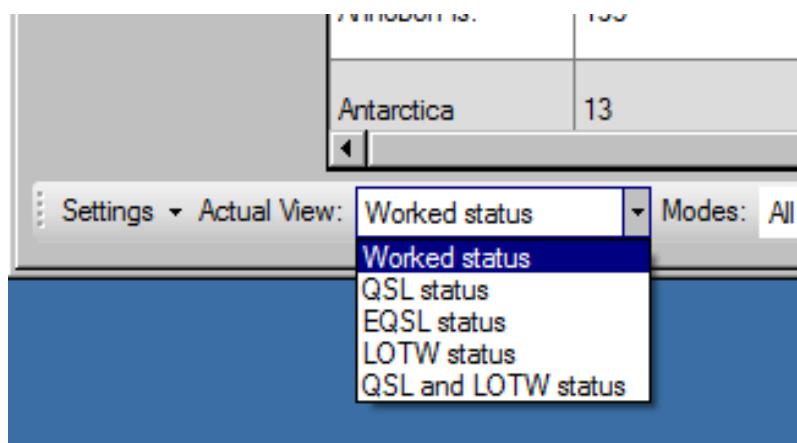 Antarctica 13
Settings Actual View: Worked status Modes: All
Worked status
QSL status
EQSL status
LOTW status
QSL and LOTW status